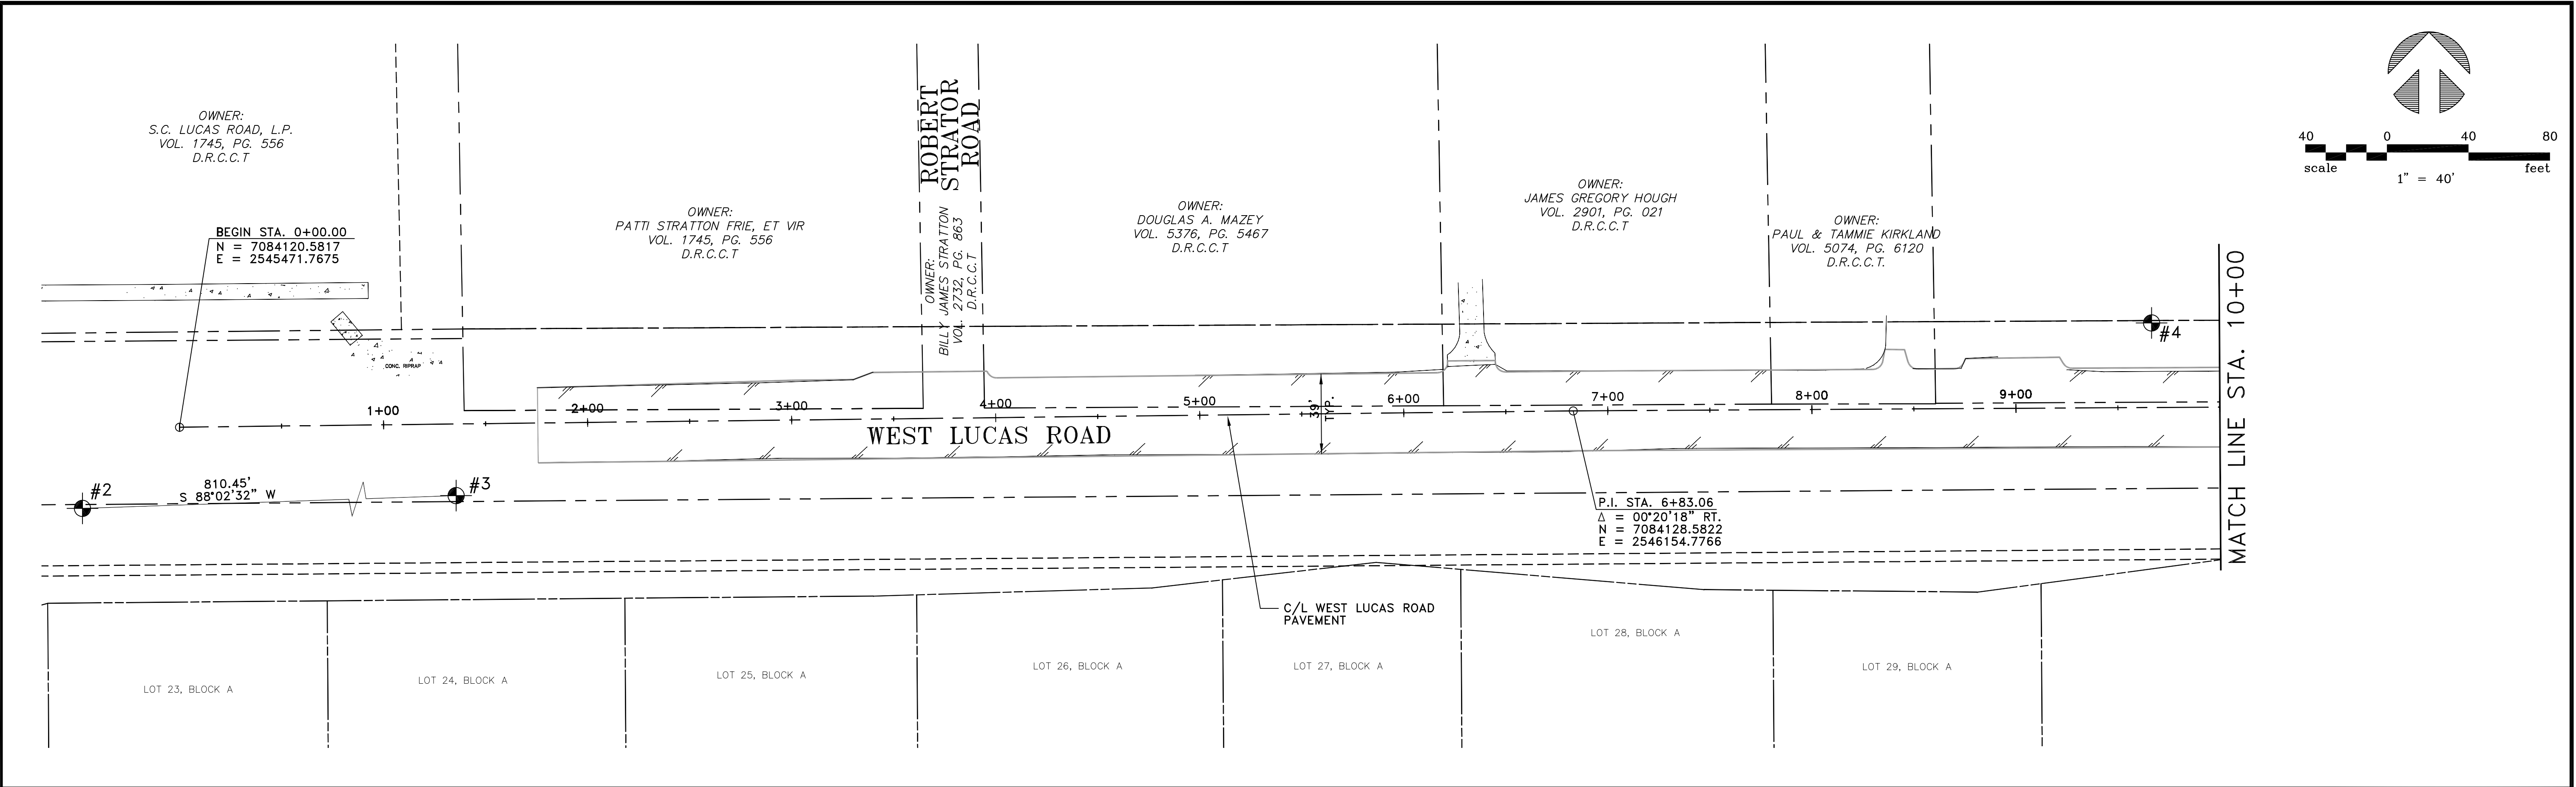 OWNER:
S.C. LUCAS ROAD, L.P.
VOL. 1745, PG. 556
D.R.C.C.T
BEGIN STA. 0+00.00
N = 7084120.5817
E = 2545471.7675
CONC. RIPRAP
OWNER:
PATTI STRATTON FRIE, ET VIR
VOL. 1745, PG. 556
D.R.C.C.T
ROBERT
STRATOR
ROAD
OWNER:
BILLY JAMES STRATTON
VOL. 2732, PG. 863
D.R.C.C.T
OWNER:
DOUGLAS A. MAZEY
VOL. 5376, PG. 5467
D.R.C.C.T
OWNER:
JAMES GREGORY HOUGH
VOL. 2901, PG. 021
D.R.C.C.T
OWNER:
PAUL & TAMMIE KIRKLAND
VOL. 5074, PG. 6120
D.R.C.C.T.
40 0 40 80
scale feet
1" = 40'
#4
MATCH LINE STA. 10+00
1+00
2+00
3+00
4+00
5+00
6+00
7+00
8+00
9+00
39'
TYP.
WEST LUCAS ROAD
#2
810.45'
S 88°02'32" W
#3
P.I. STA. 6+83.06
Δ = 00°20'18" RT.
N = 7084128.5822
E = 2546154.7766
C/L WEST LUCAS ROAD
PAVEMENT
LOT 23, BLOCK A
LOT 24, BLOCK A
LOT 25, BLOCK A
LOT 26, BLOCK A
LOT 27, BLOCK A
LOT 28, BLOCK A
LOT 29, BLOCK A